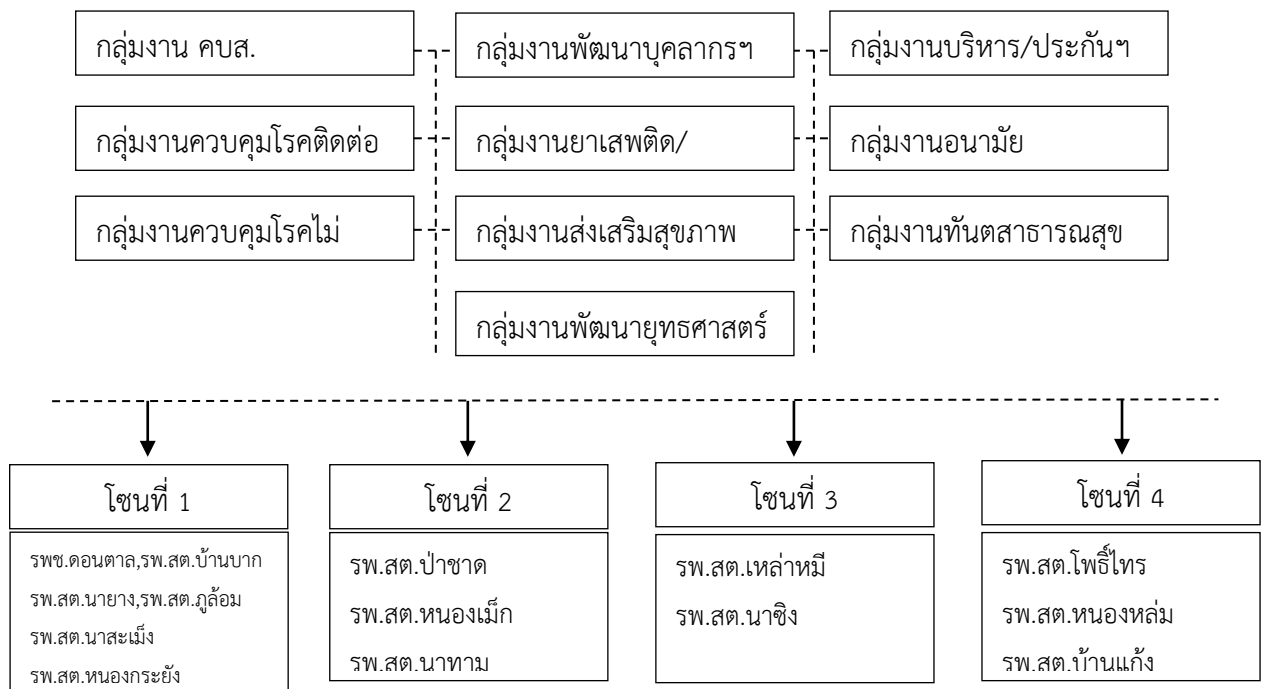 กลุ่มงาน คบส.
กลุ่มงานพัฒนาบุคลากรฯ
กลุ่มงานบริหาร/ประกันฯ
กลุ่มงานควบคุมโรคติดต่อ
กลุ่มงานยาเสพติด/
กลุ่มงานอนามัย
กลุ่มงานควบคุมโรคไม่
กลุ่มงานส่งเสริมสุขภาพ
กลุ่มงานทันตสาธารณสุข
กลุ่มงานพัฒนายุทธศาสตร์
โซนที่ 1
รพช.ดอนตาล,รพ.สต.บ้านบาก
รพ.สต.นายาง,รพ.สต.ภูล้อม
รพ.สต.นาสะเม็ง
รพ.สต.หนองกระยัง
โซนที่ 2
รพ.สต.ป่าชาด
รพ.สต.หนองเม็ก
รพ.สต.นาทาม
โซนที่ 3
รพ.สต.เหล่าหมี
รพ.สต.นาซิง
โซนที่ 4
รพ.สต.โพธิ์ไทร
รพ.สต.หนองหล่ม
รพ.สต.บ้านแก้ง